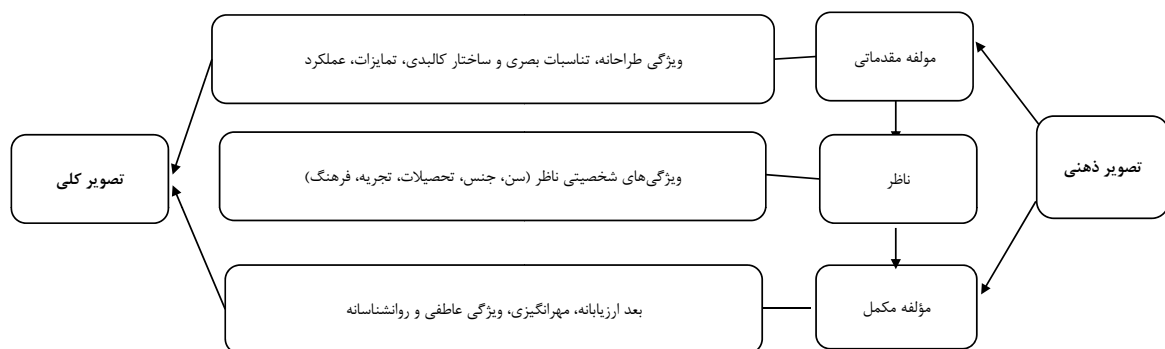 تصویر ذهنی
مولفه مقدماتی
ویژگی طراحانه، تناسبات بصری و ساختار کالبدی، تمایزات، عملکرد
ناظر
ویژگی‌های شخصیتی ناظر (سن، جنس، تحصیلات، تجربه، فرهنگ)
مؤلفه مکمل
بعد ارزیابانه، مهرانگیزی، ویژگی عاطفی و روانشناسانه
تصویر کلی